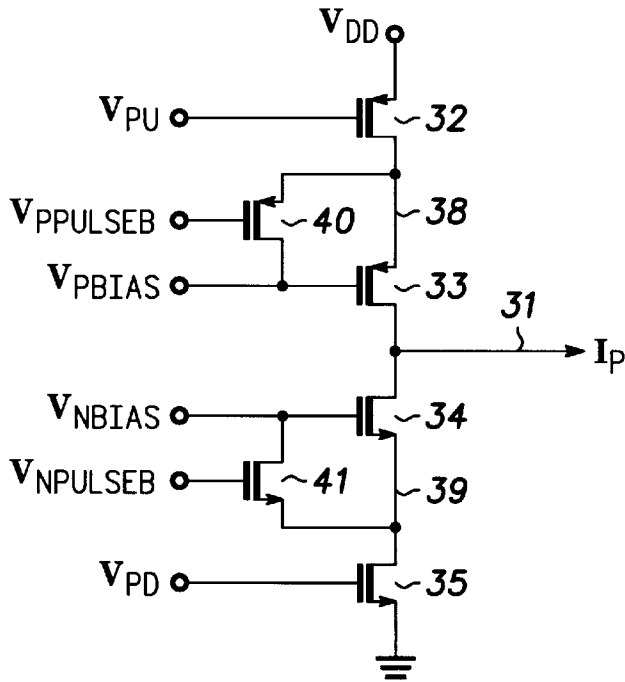 VDD
VPU
32
VPPULSEB
40
38
VPBIAS
33
31
IP
VNBIAS
34
VNPULSEB
41
39
VPD
35